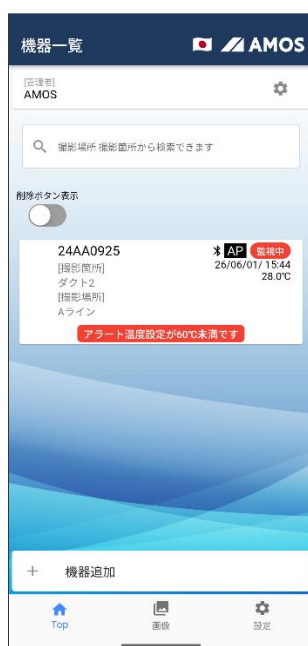 機器一覧
AMOS
[管理者]
AMOS
撮影場所 撮影箇所から検索できます
削除ボタン表示
24AA0925
AP 監視中
[撮影箇所]
26/06/01/ 15:44
ダクト2
28.0℃
[撮影場所]
Aライン
アラート温度設定が60℃未満です
+ 機器追加
Top
画像
設定